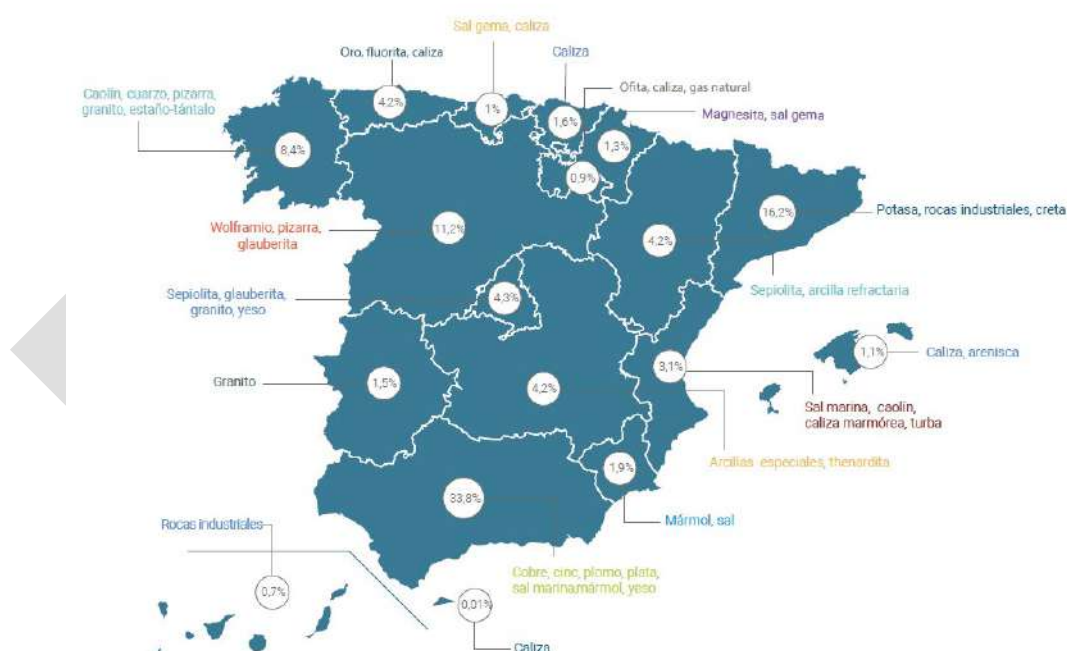 Sal gema, caliza
Oro, fluorita, caliza
Caliza
Ofita, caliza, gas natural
Caolín, cuarzo, pizarra,
granito, estaño-tántalo
4,2%
1%
1,6%
Magnesita, sal gema
8,4%
1,3%
0,9%
Wolframio, pizarra,
glauberita
11,2%
4,2%
16,2%
Potasa, rocas industriales, creta
Sepiolita, glauberita,
granito, yeso
4,3%
Sepiolita, arcilla refractaria
Granito
1,5%
4,2%
3,1%
1,1%
Caliza, arenisca
Sal marina, caolín,
caliza marmórea, turba
Arcillas especiales, thenardita
33,8%
1,9%
Mármol, sal
Rocas industriales
0,7%
Cobre, cinc, plomo, plata,
sal marina,mármol, yeso
0,01%
Caliza